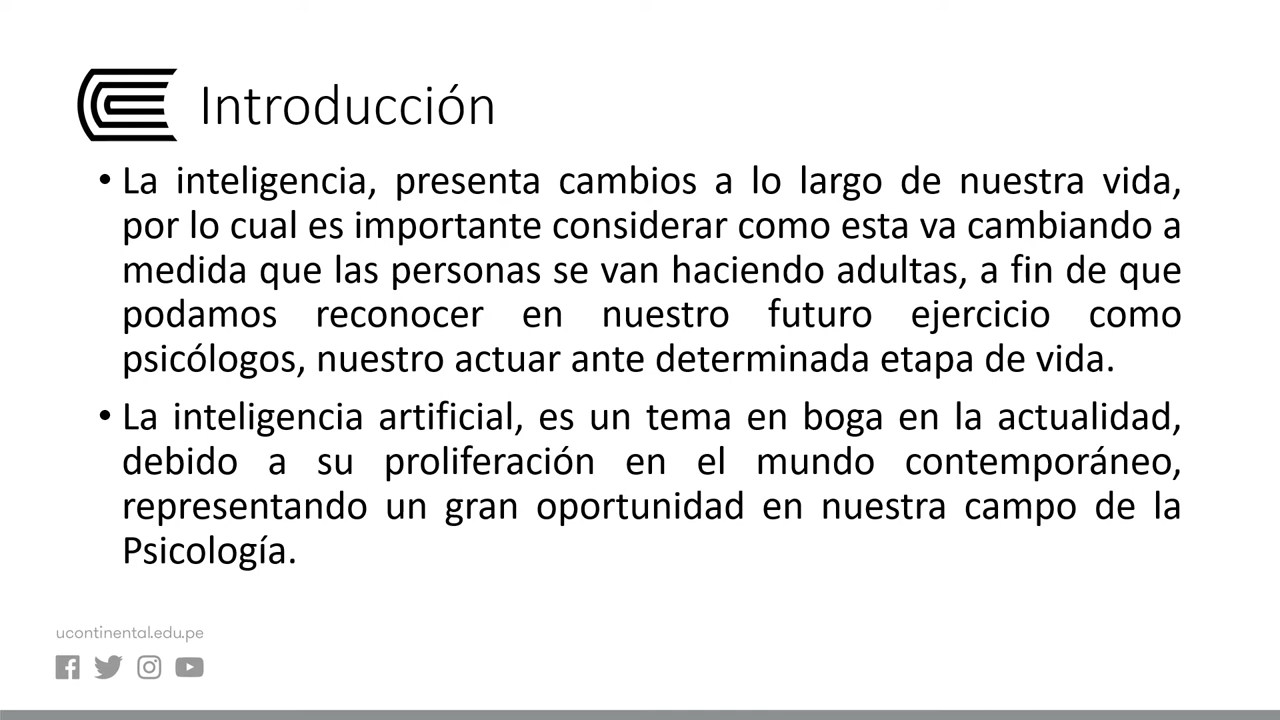 Introducción
• La inteligencia, presenta cambios a lo largo de nuestra vida,
por lo cual es importante considerar como esta va cambiando a
medida que las personas se van haciendo adultas, a fin de que
podamos reconocer en nuestro futuro ejercicio como
psicólogos, nuestro actuar ante determinada etapa de vida.
• La inteligencia artificial, es un tema en boga en la actualidad,
debido a su proliferación en el mundo contemporáneo,
representando un gran oportunidad en nuestra campo de la
Psicología.
ucontinental.edu.pe